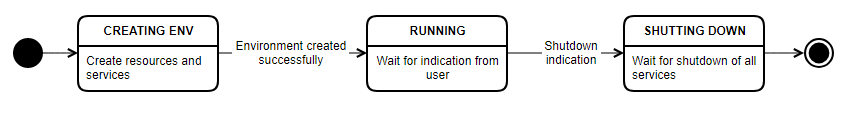 CREATING ENV
Create resources and
services
Environment created
successfully
RUNNING
Wait for indication from
user
Shutdown
indication
SHUTTING DOWN
Wait for shutdown of all
services